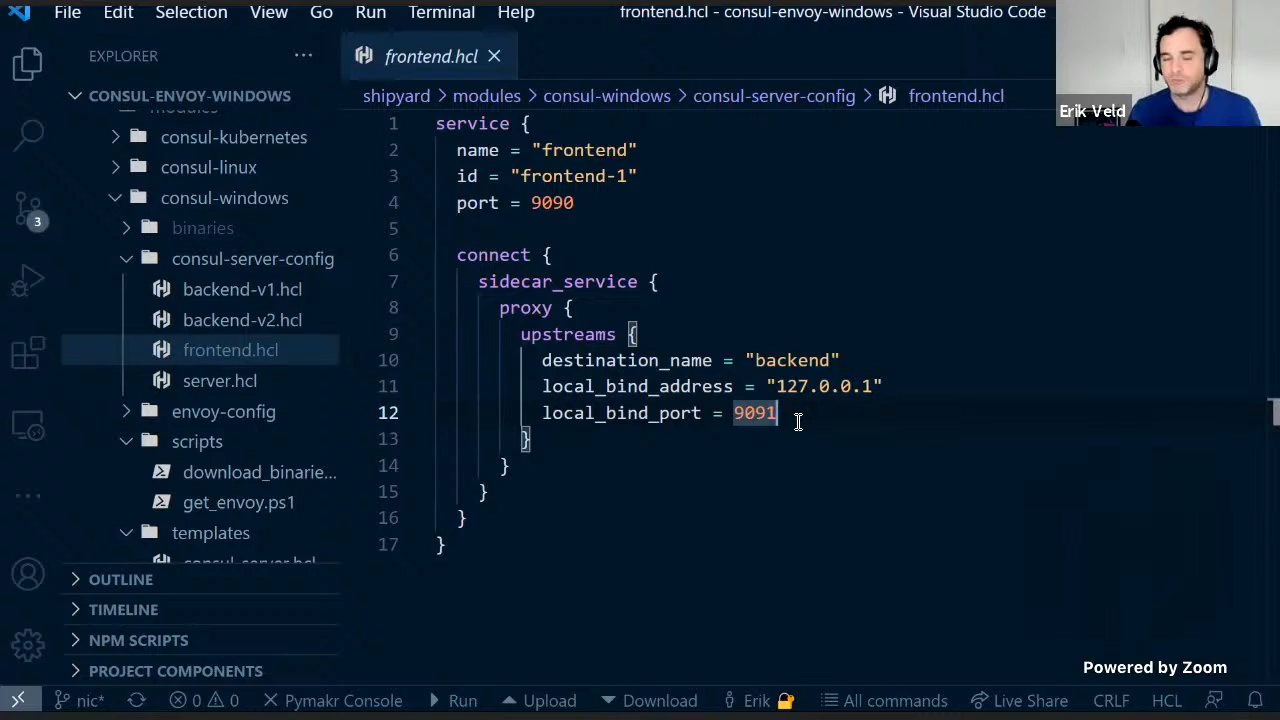 File Edit Selection View Go Run Terminal Help frontend.hcl - consul-envoy-windows - Visual Studio Code
EXPLORER ···
CONSUL-ENVOY-WINDOWS
modules
consul-kubernetes
consul-linux
consul-windows
binaries
consul-server-config
backend-v1.hcl
backend-v2.hcl
frontend.hcl
server.hcl
envoy-config
scripts
download_binarie...
get_envoy.ps1
templates
consul-server.hcl
OUTLINE
TIMELINE
NPM SCRIPTS
PROJECT COMPONENTS
3
frontend.hcl
shipyard > modules > consul-windows > consul-server-config > frontend.hcl
1 service {
2 name = "frontend"
3 id = "frontend-1"
4 port = 9090
5
6 connect {
7 sidecar_service {
8 proxy {
9 upstreams {
10 destination_name = "backend"
11 local_bind_address = "127.0.0.1"
12 local_bind_port = 9091
13 }
14 }
15 }
16 }
17 }
Erik Veld
Powered by Zoom
nic* 0 0 Pymakr Console Run Upload Download Erik All commands Live Share CRLF HCL